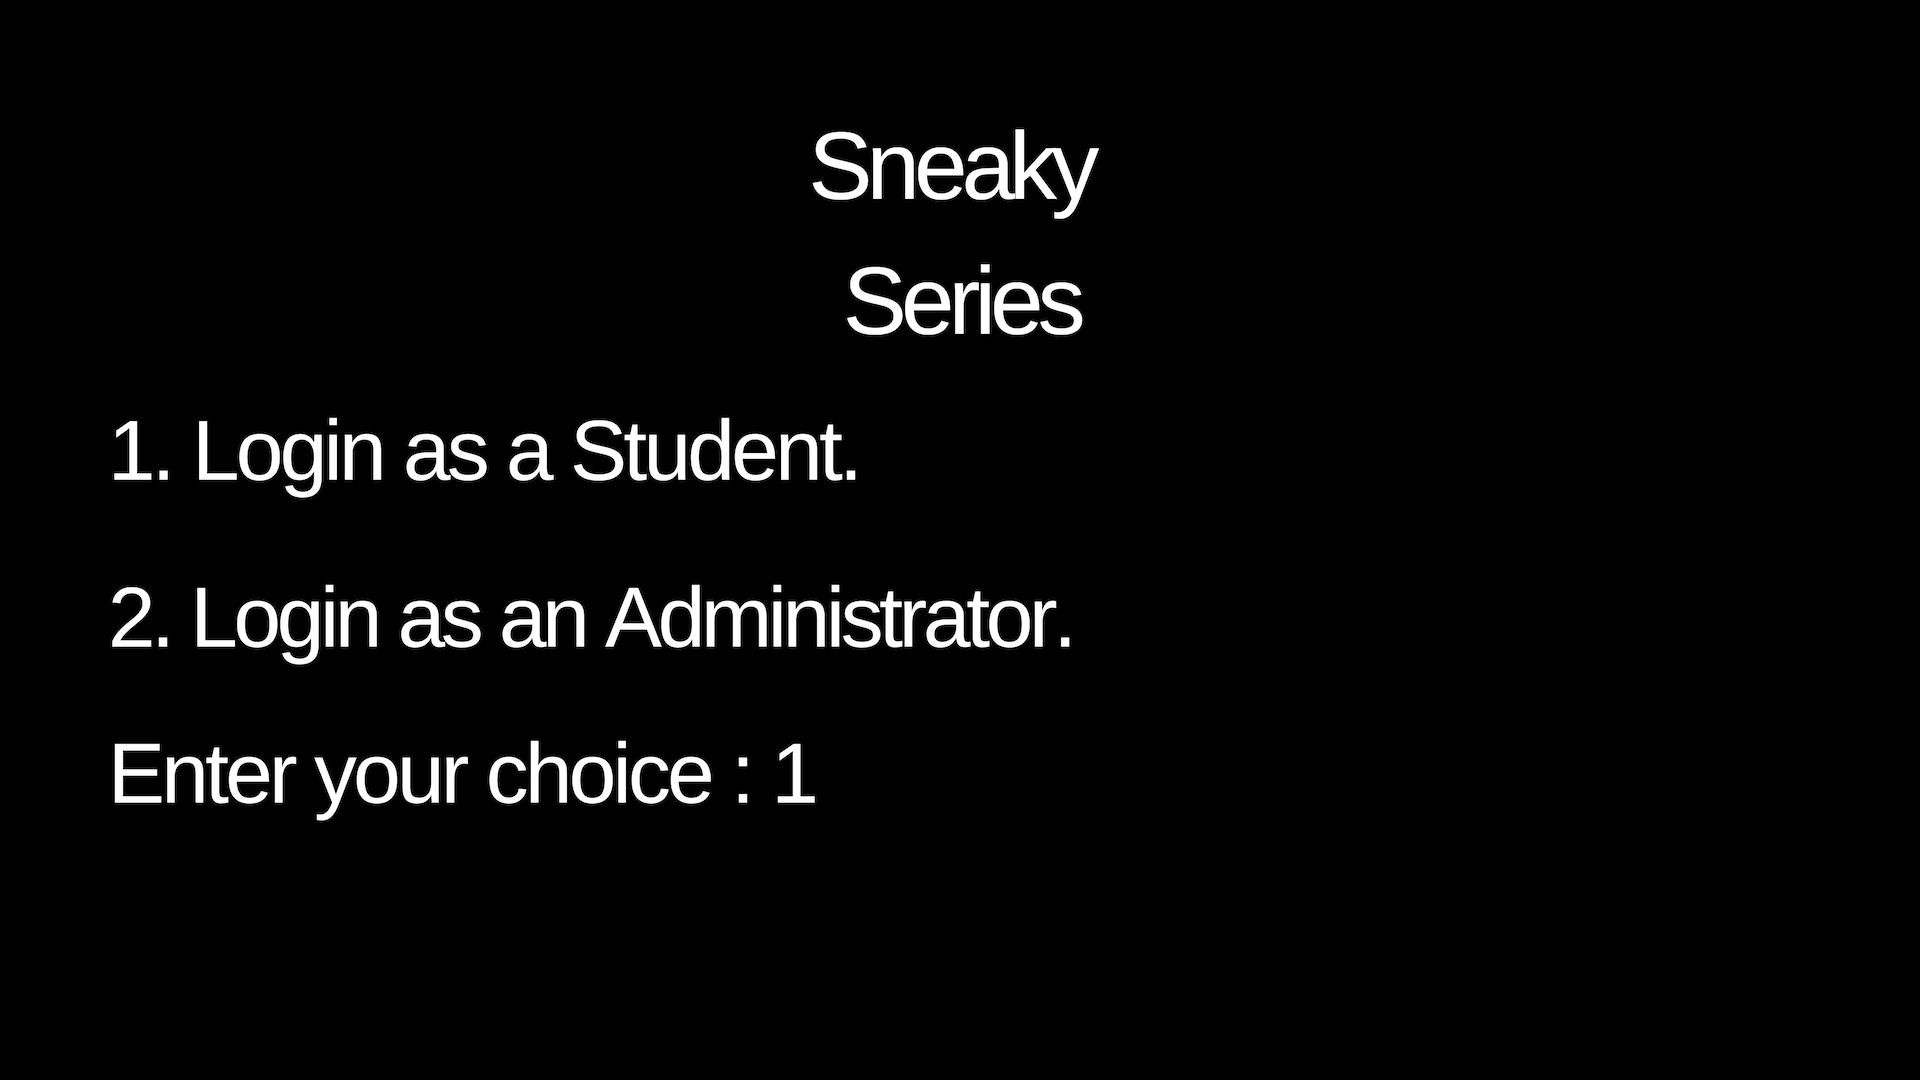 Sneaky
Series
1. Login as a Student.
2. Login as an Administrator.
Enter your choice : 1